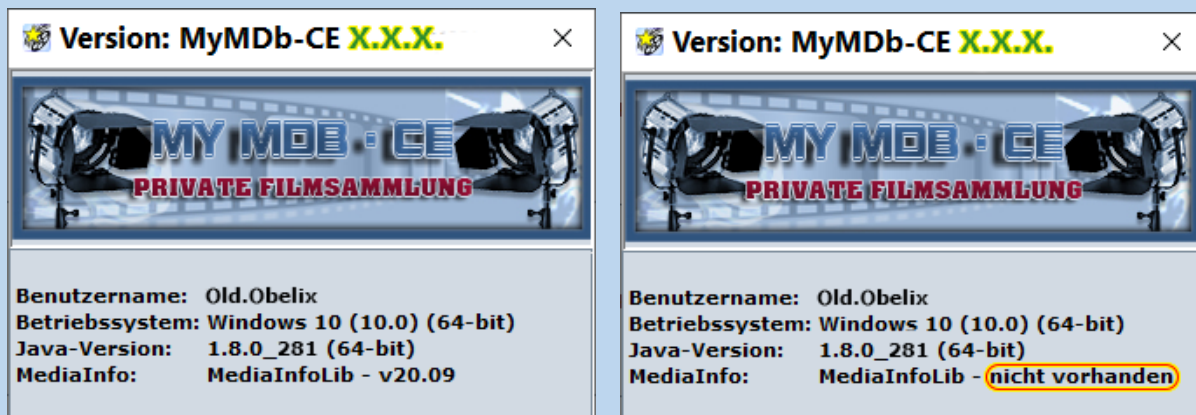 Version: MyMDb-CE X.X.X.
MY MDB · CE
PRIVATE FILMSAMMLUNG
Benutzername: Old.Obelix
Betriebssystem: Windows 10 (10.0) (64-bit)
Java-Version: 1.8.0_281 (64-bit)
MediaInfo: MediaInfoLib - v20.09
Version: MyMDb-CE X.X.X.
MY MDB · CE
PRIVATE FILMSAMMLUNG
Benutzername: Old.Obelix
Betriebssystem: Windows 10 (10.0) (64-bit)
Java-Version: 1.8.0_281 (64-bit)
MediaInfo: MediaInfoLib - nicht vorhanden